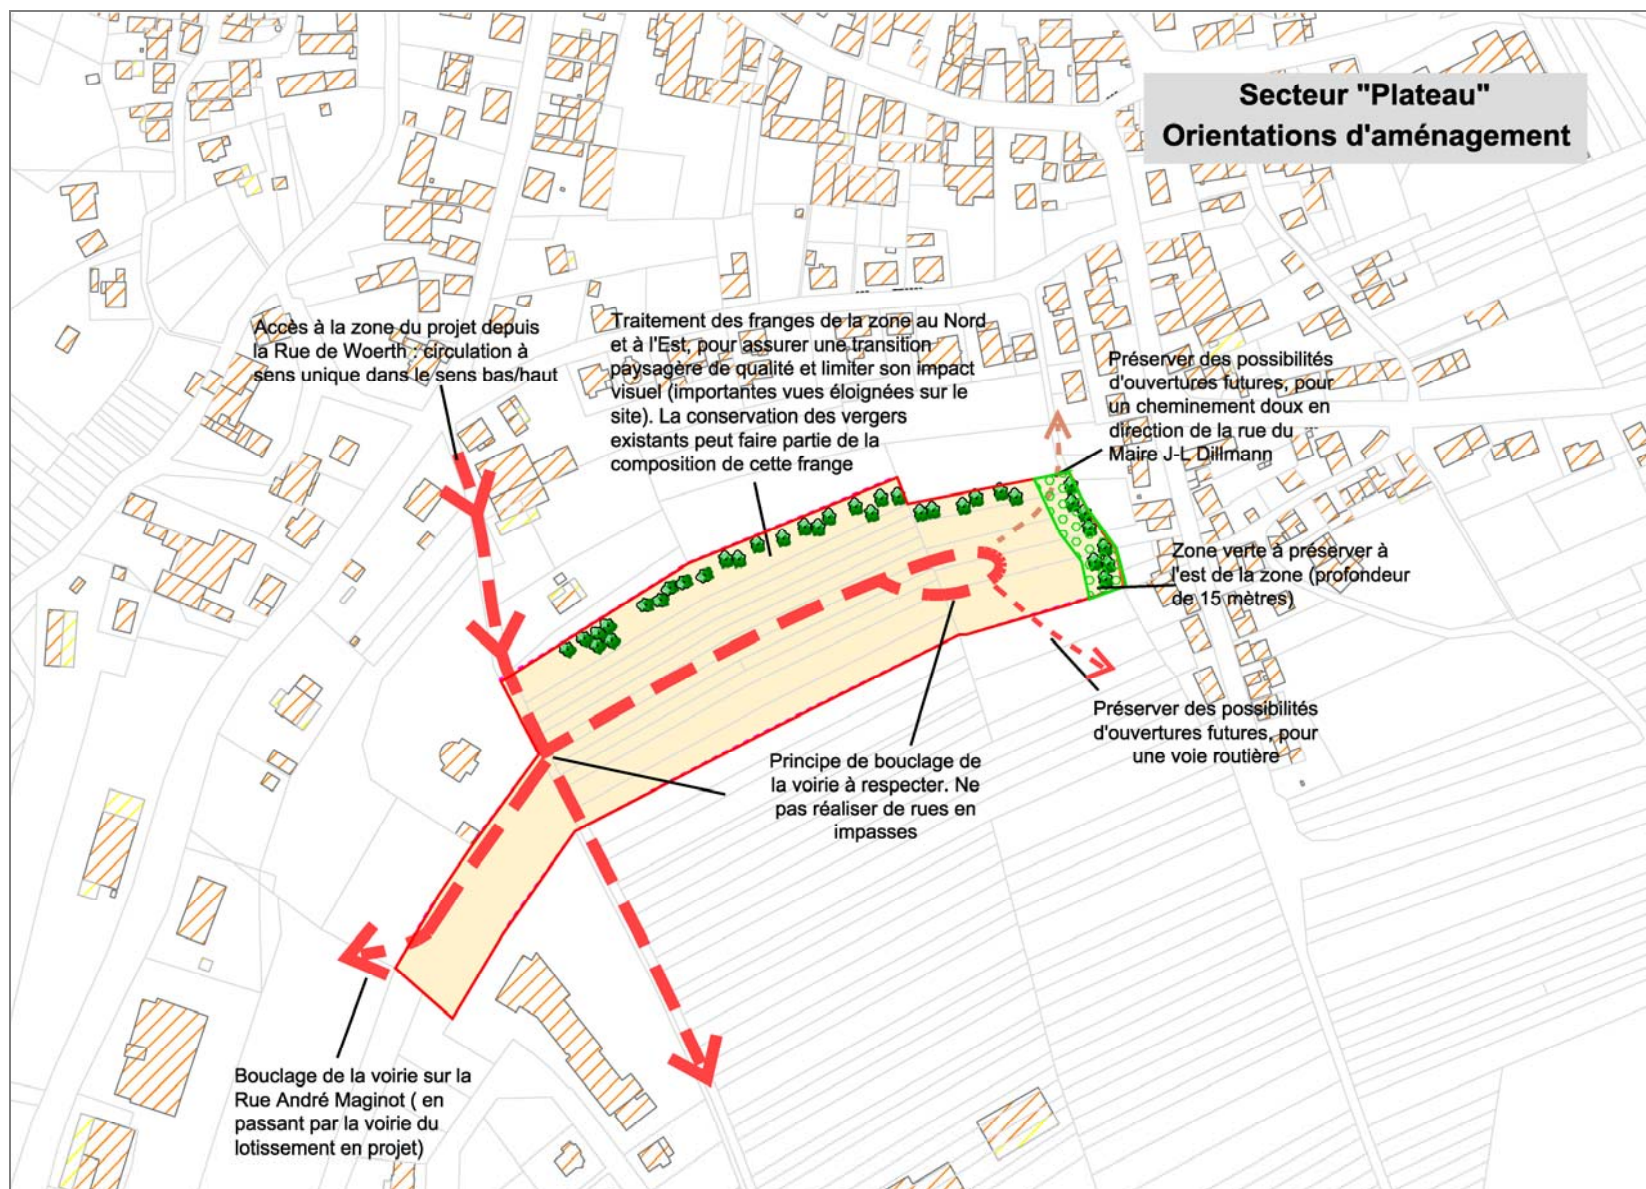 Secteur "Plateau"
Orientations d'aménagement
Accès à la zone du projet depuis
la Rue de Woerth : circulation à
sens unique dans le sens bas/haut
Traitement des franges de la zone au Nord
et à l'Est, pour assurer une transition
paysagère de qualité et limiter son impact
visuel (importantes vues éloignées sur le
site). La conservation des vergers
existants peut faire partie de la
composition de cette frange
Préserver des possibilités
d'ouvertures futures, pour
un cheminement doux en
direction de la rue du
Maire J-L Dillmann
Zone verte à préserver à
l'est de la zone (profondeur
de 15 mètres)
Préserver des possibilités
d'ouvertures futures, pour
une voie routière
Principe de bouclage de
la voirie à respecter. Ne
pas réaliser de rues en
impasses
Bouclage de la voirie sur la
Rue André Maginot ( en
passant par la voirie du
lotissement en projet)